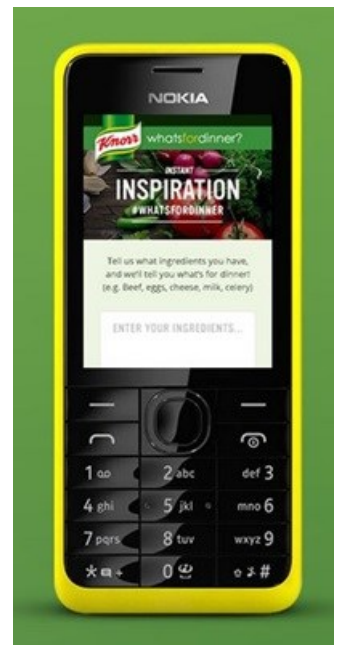 NOKIA
Knorr whatsfordinner?
INSTANT
INSPIRATION
#WHATSFORDINNER
Tell us what ingredients you have,
and we'll tell you what's for dinner!
(e.g. Beef, eggs, cheese, milk, celery)
ENTER YOUR INGREDIENTS...
1 2 abc def 3
4 ghi 5 jkl mno 6
7 pqrs 8 tuv wxyz 9
* + 0 #